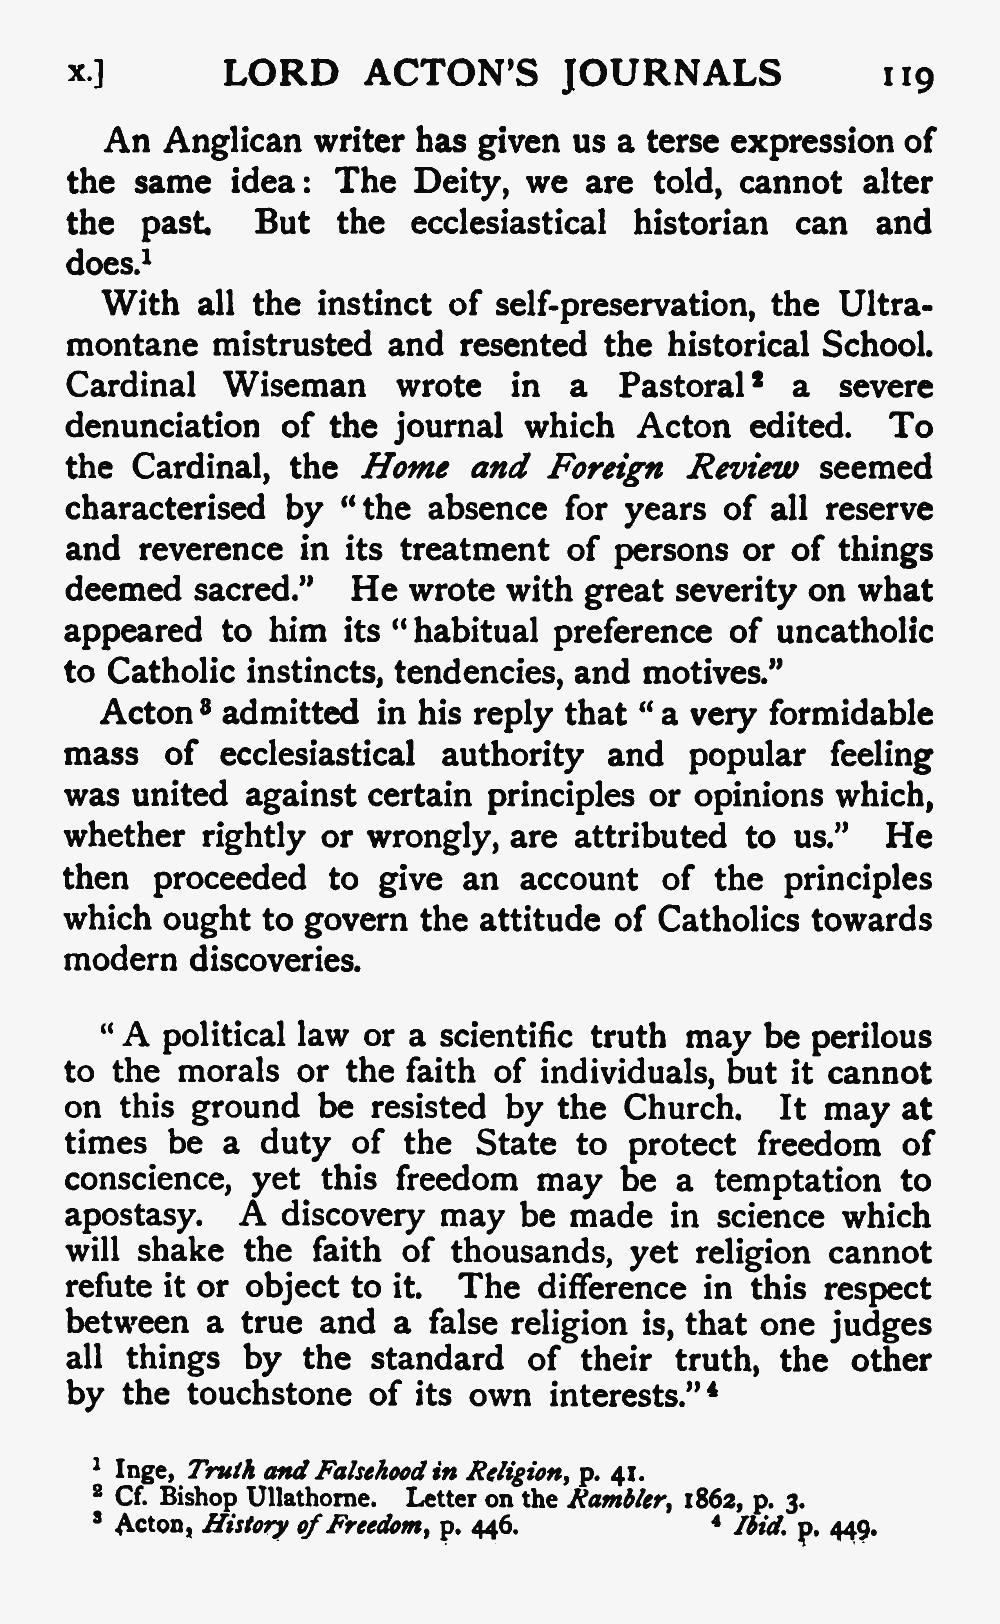 x.] LORD ACTON'S JOURNALS 119
An Anglican writer has given us a terse expression of
the same idea: The Deity, we are told, cannot alter
the past. But the ecclesiastical historian can and
does.¹
With all the instinct of self-preservation, the Ultra-
montane mistrusted and resented the historical School.
Cardinal Wiseman wrote in a Pastoral² a severe
denunciation of the journal which Acton edited. To
the Cardinal, the Home and Foreign Review seemed
characterised by “the absence for years of all reserve
and reverence in its treatment of persons or of things
deemed sacred.” He wrote with great severity on what
appeared to him its “habitual preference of uncatholic
to Catholic instincts, tendencies, and motives.”
Acton³ admitted in his reply that “a very formidable
mass of ecclesiastical authority and popular feeling
was united against certain principles or opinions which,
whether rightly or wrongly, are attributed to us.” He
then proceeded to give an account of the principles
which ought to govern the attitude of Catholics towards
modern discoveries.
“A political law or a scientific truth may be perilous
to the morals or the faith of individuals, but it cannot
on this ground be resisted by the Church. It may at
times be a duty of the State to protect freedom of
conscience, yet this freedom may be a temptation to
apostasy. A discovery may be made in science which
will shake the faith of thousands, yet religion cannot
refute it or object to it. The difference in this respect
between a true and a false religion is, that one judges
all things by the standard of their truth, the other
by the touchstone of its own interests.”⁴
¹ Inge, Truth and Falsehood in Religion, p. 41.
² Cf. Bishop Ullathorne. Letter on the Rambler, 1862, p. 3.
³ Acton, History of Freedom, p. 446. ⁴ Ibid. p. 449.